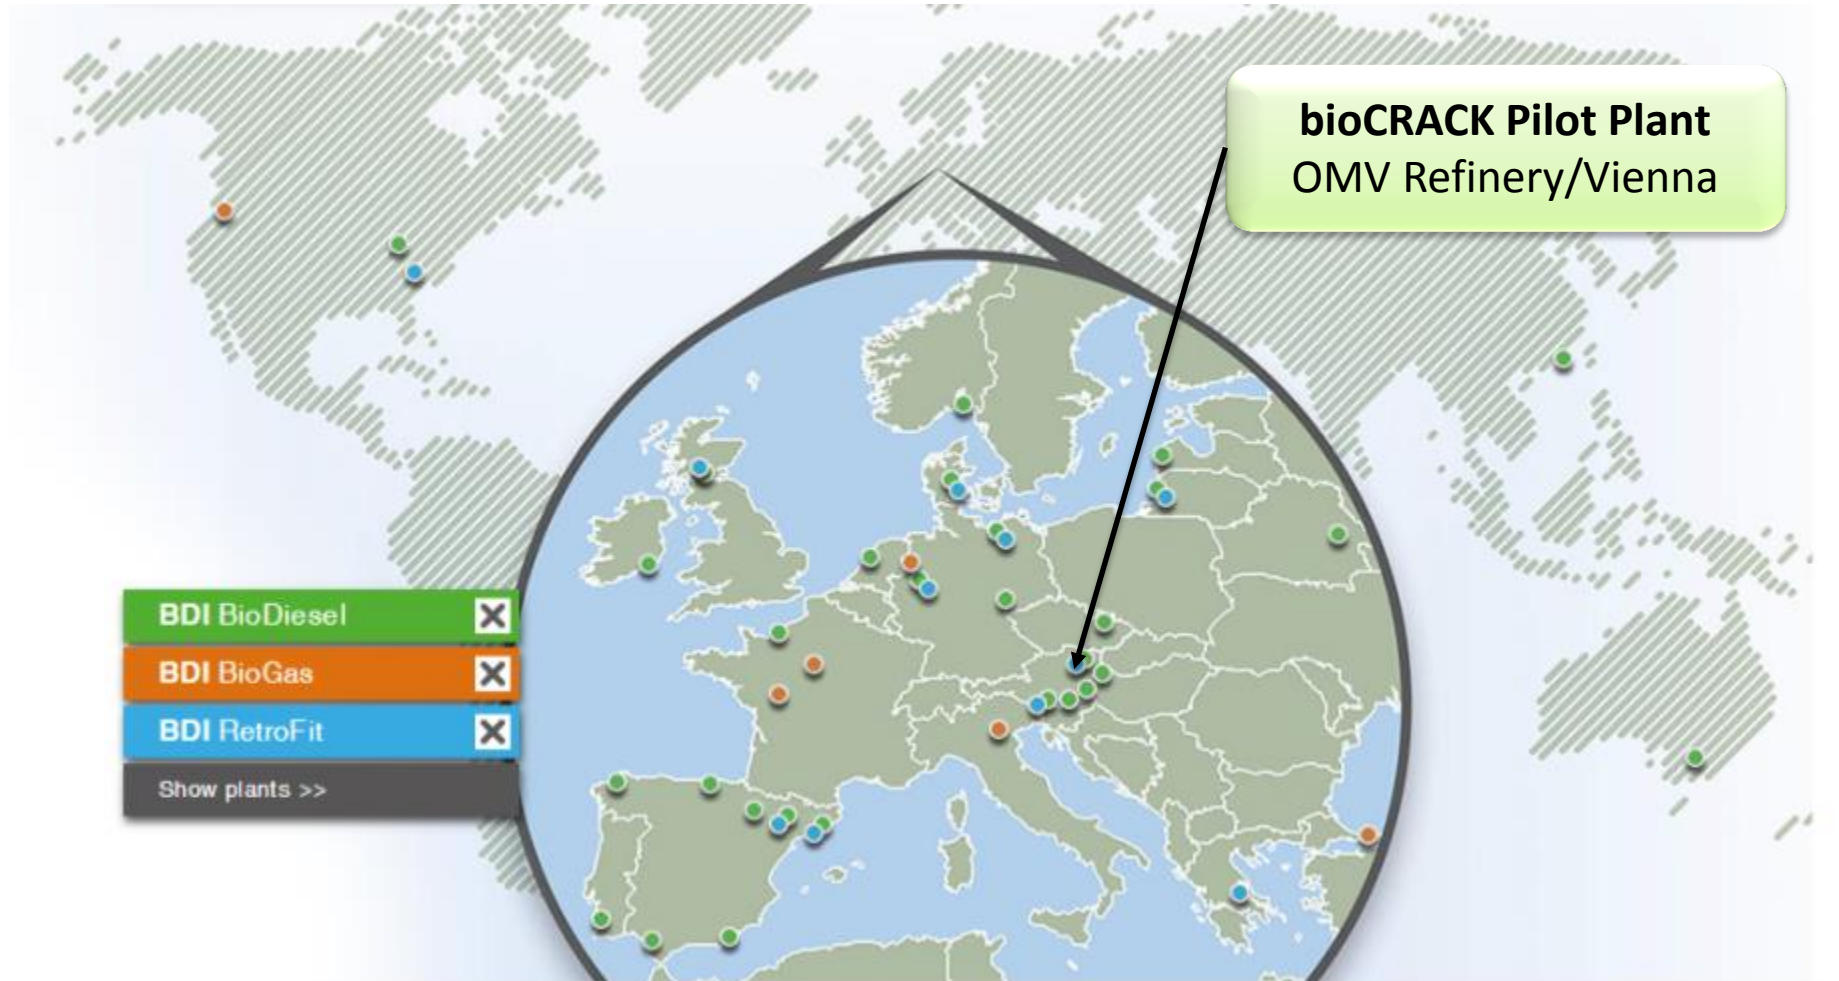 bioCRACK Pilot Plant
OMV Refinery/Vienna
BDI BioDiesel
BDI BioGas
BDI RetroFit
Show plants >>